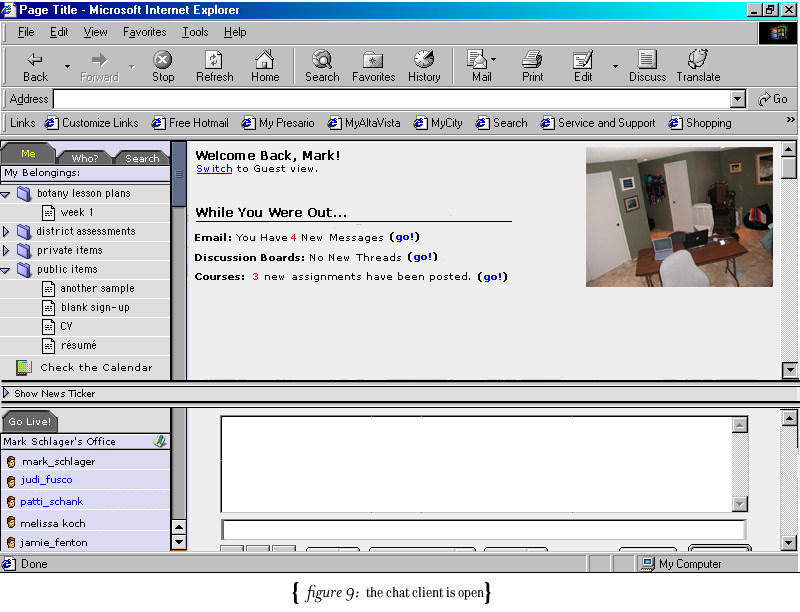 Page Title - Microsoft Internet Explorer
File Edit View Favorites Tools Help
Back Forward Stop Refresh Home Search Favorites History Mail Print Edit Discuss Translate
Address Go
Links Customize Links Free Hotmail My Presario MyAltaVista MyCity Search Service and Support Shopping »
Me Who? Search
My Belongings:
botany lesson plans
week 1
district assessments
private items
public items
another sample
blank sign-up
CV
résumé
Check the Calendar
Welcome Back, Mark!
Switch to Guest view.
While You Were Out...
Email: You Have 4 New Messages (go!)
Discussion Boards: No New Threads (go!)
Courses: 3 new assignments have been posted. (go!)
Show News Ticker
Go Live!
Mark Schlager's Office
mark_schlager
judi_fusco
patti_schank
melissa koch
jamie_fenton
Done My Computer
{ figure 9: the chat client is open}